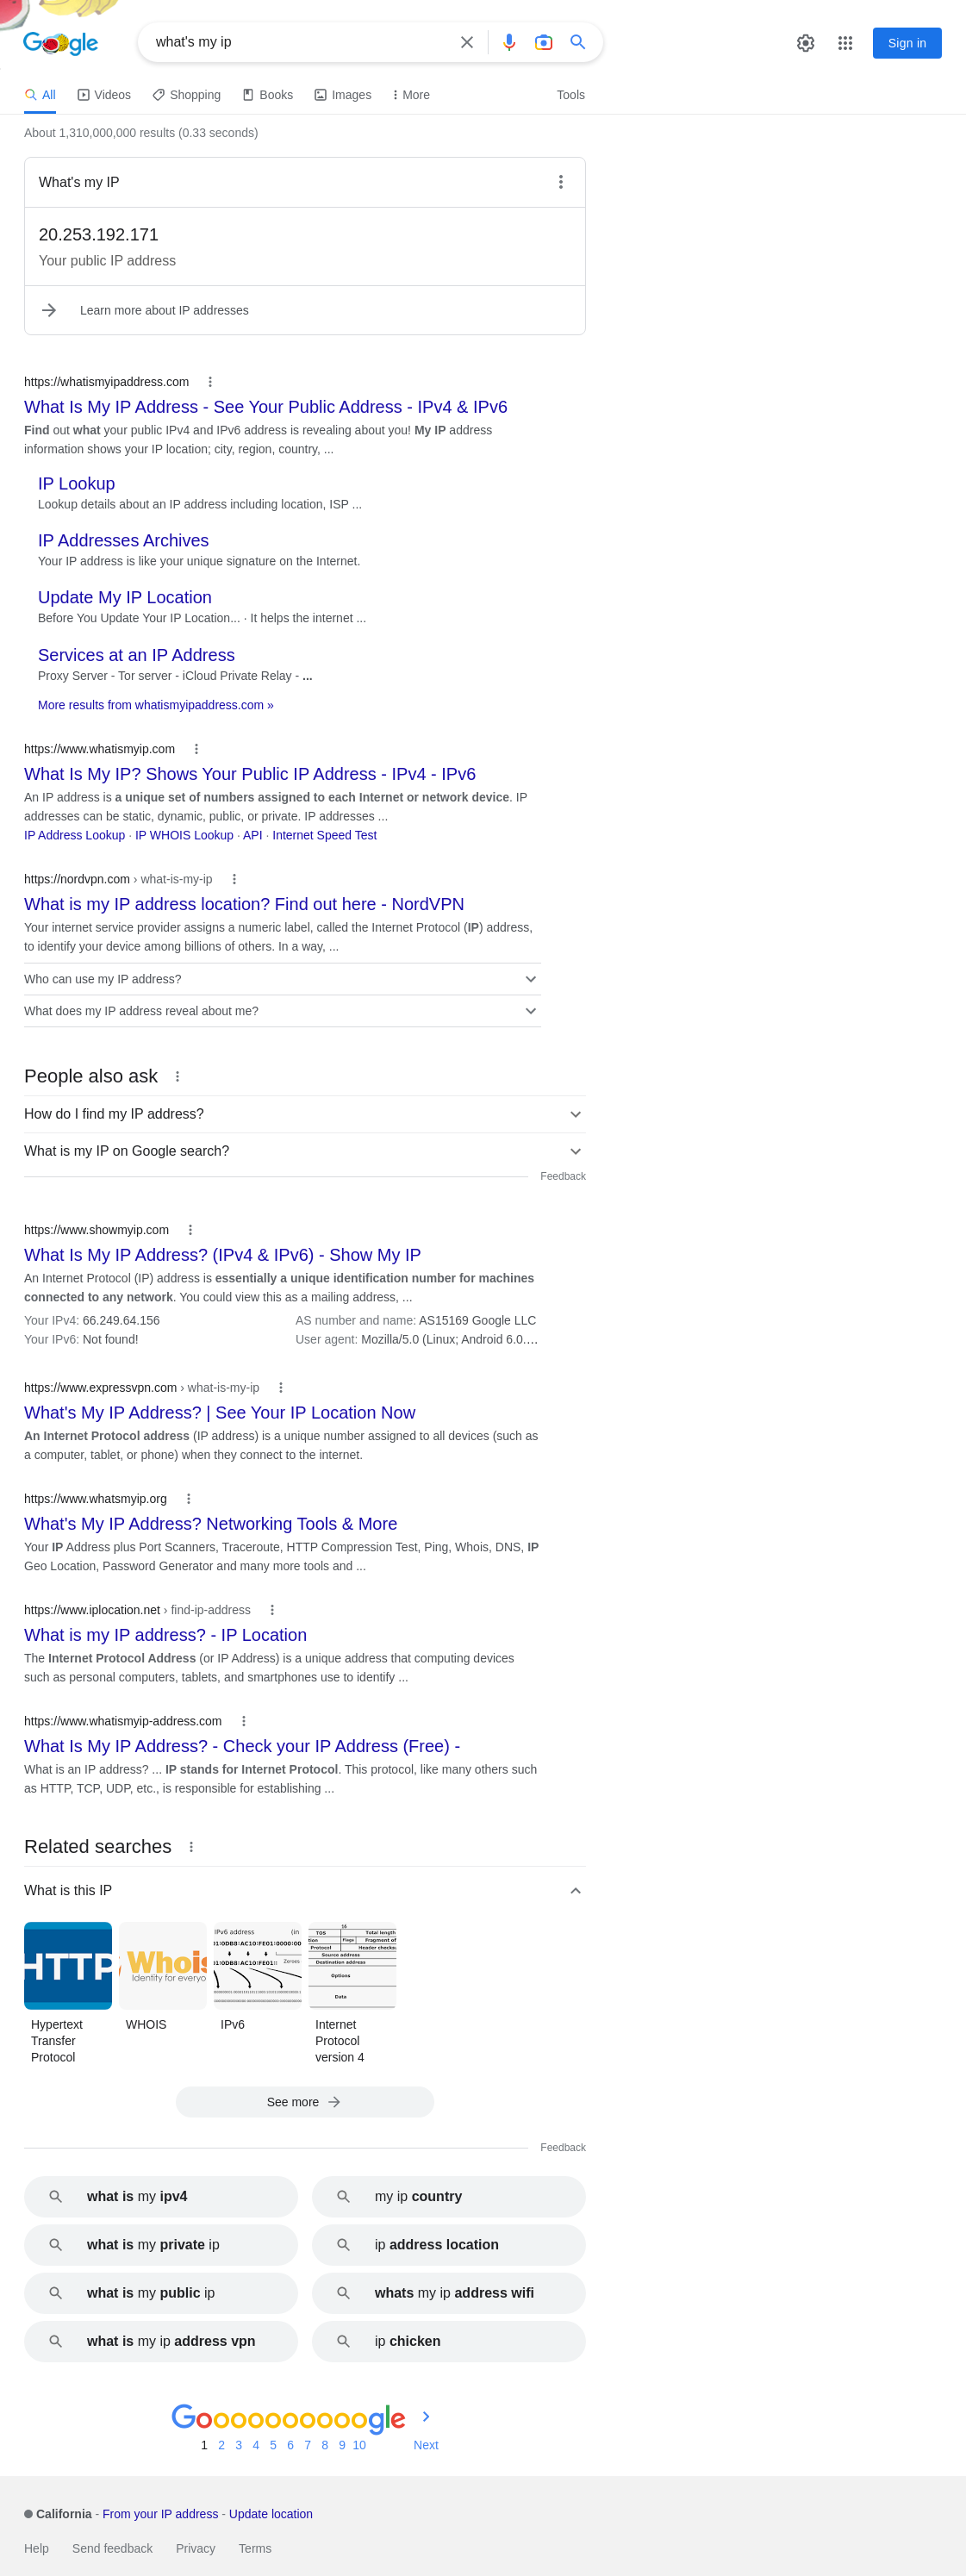 Google
what's my ip
Sign in
All
Videos
Shopping
Books
Images
More
Tools
About 1,310,000,000 results (0.33 seconds)
What's my IP
20.253.192.171
Your public IP address
Learn more about IP addresses
https://whatismyipaddress.com
What Is My IP Address - See Your Public Address - IPv4 & IPv6
Find out what your public IPv4 and IPv6 address is revealing about you! My IP address
information shows your IP location; city, region, country, ...
IP Lookup
Lookup details about an IP address including location, ISP ...
IP Addresses Archives
Your IP address is like your unique signature on the Internet.
Update My IP Location
Before You Update Your IP Location... · It helps the internet ...
Services at an IP Address
Proxy Server - Tor server - iCloud Private Relay - ...
More results from whatismyipaddress.com »
https://www.whatismyip.com
What Is My IP? Shows Your Public IP Address - IPv4 - IPv6
An IP address is a unique set of numbers assigned to each Internet or network device. IP
addresses can be static, dynamic, public, or private. IP addresses ...
IP Address Lookup · IP WHOIS Lookup · API · Internet Speed Test
https://nordvpn.com › what-is-my-ip
What is my IP address location? Find out here - NordVPN
Your internet service provider assigns a numeric label, called the Internet Protocol (IP) address,
to identify your device among billions of others. In a way, ...
Who can use my IP address?
What does my IP address reveal about me?
People also ask
How do I find my IP address?
What is my IP on Google search?
Feedback
https://www.showmyip.com
What Is My IP Address? (IPv4 & IPv6) - Show My IP
An Internet Protocol (IP) address is essentially a unique identification number for machines
connected to any network. You could view this as a mailing address, ...
Your IPv4: 66.249.64.156
AS number and name: AS15169 Google LLC
Your IPv6: Not found!
User agent: Mozilla/5.0 (Linux; Android 6.0....
https://www.expressvpn.com › what-is-my-ip
What's My IP Address? | See Your IP Location Now
An Internet Protocol address (IP address) is a unique number assigned to all devices (such as
a computer, tablet, or phone) when they connect to the internet.
https://www.whatsmyip.org
What's My IP Address? Networking Tools & More
Your IP Address plus Port Scanners, Traceroute, HTTP Compression Test, Ping, Whois, DNS, IP
Geo Location, Password Generator and many more tools and ...
https://www.iplocation.net › find-ip-address
What is my IP address? - IP Location
The Internet Protocol Address (or IP Address) is a unique address that computing devices
such as personal computers, tablets, and smartphones use to identify ...
https://www.whatismyip-address.com
What Is My IP Address? - Check your IP Address (Free) -
What is an IP address? ... IP stands for Internet Protocol. This protocol, like many others such
as HTTP, TCP, UDP, etc., is responsible for establishing ...
Related searches
What is this IP
HTTP
Whois
Identity for everyo
IPv6 address (in
Zeroes
16
TOS Total length
Flags Fragment of
Protocol Header checksu
Source address
Destination address
Options
Data
Hypertext
Transfer
Protocol
WHOIS
IPv6
Internet
Protocol
version 4
See more
Feedback
what is my ipv4
my ip country
what is my private ip
ip address location
what is my public ip
whats my ip address wifi
what is my ip address vpn
ip chicken
Goooooooooogle
1 2 3 4 5 6 7 8 9 10 Next
California - From your IP address - Update location
Help
Send feedback
Privacy
Terms